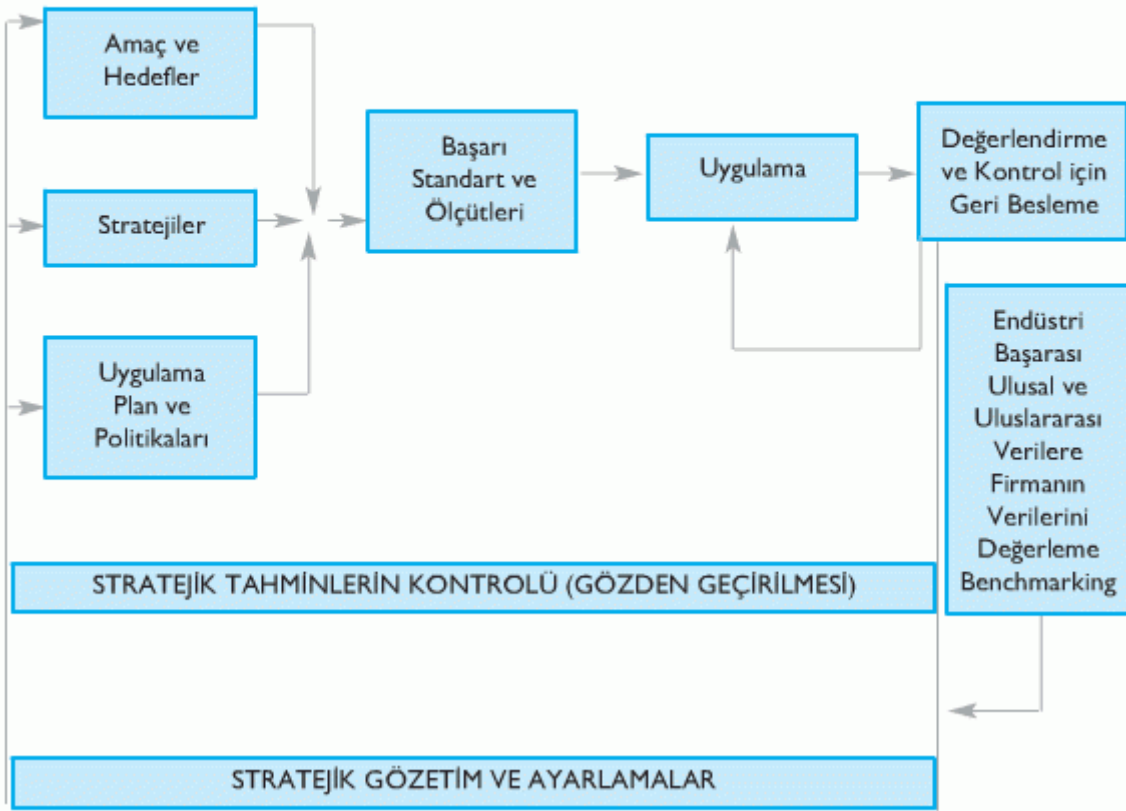 Amaç ve
Hedefler
Stratejiler
Uygulama
Plan ve
Politikaları
Başarı
Standart ve
Ölçütleri
Uygulama
Değerlendirme
ve Kontrol için
Geri Besleme
Endüstri
Başarası
Ulusal ve
Uluslararası
Verilere
Firmanın
Verilerini
Değerleme
Benchmarking
STRATEJİK TAHMİNLERİN KONTROLÜ (GÖZDEN GEÇİRİLMESİ)
STRATEJİK GÖZETİM VE AYARLAMALAR